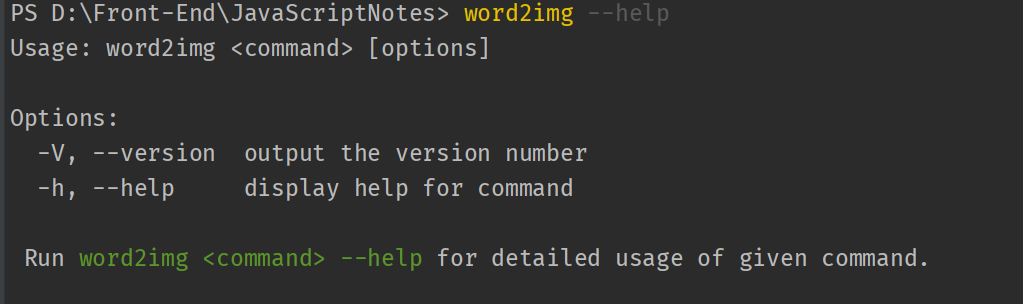 PS D:\Front-End\JavaScriptNotes> word2img --help
Usage: word2img <command> [options]
Options:
-V, --version  output the version number
-h, --help     display help for command
Run word2img <command> --help for detailed usage of given command.